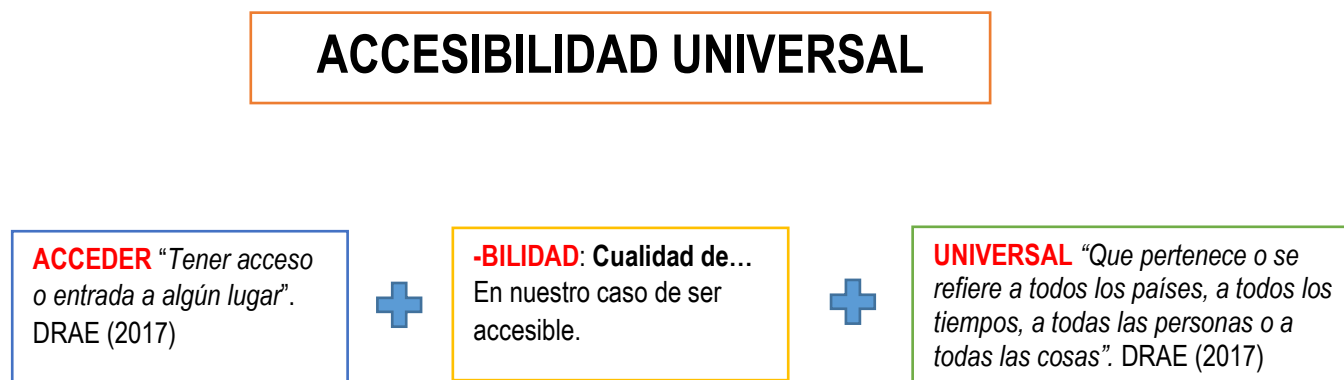 ACCESIBILIDAD UNIVERSAL
ACCEDER “Tener acceso
o entrada a algún lugar”.
DRAE (2017)
-BILIDAD: Cualidad de…
En nuestro caso de ser
accesible.
UNIVERSAL “Que pertenece o se
refiere a todos los países, a todos los
tiempos, a todas las personas o a
todas las cosas”. DRAE (2017)